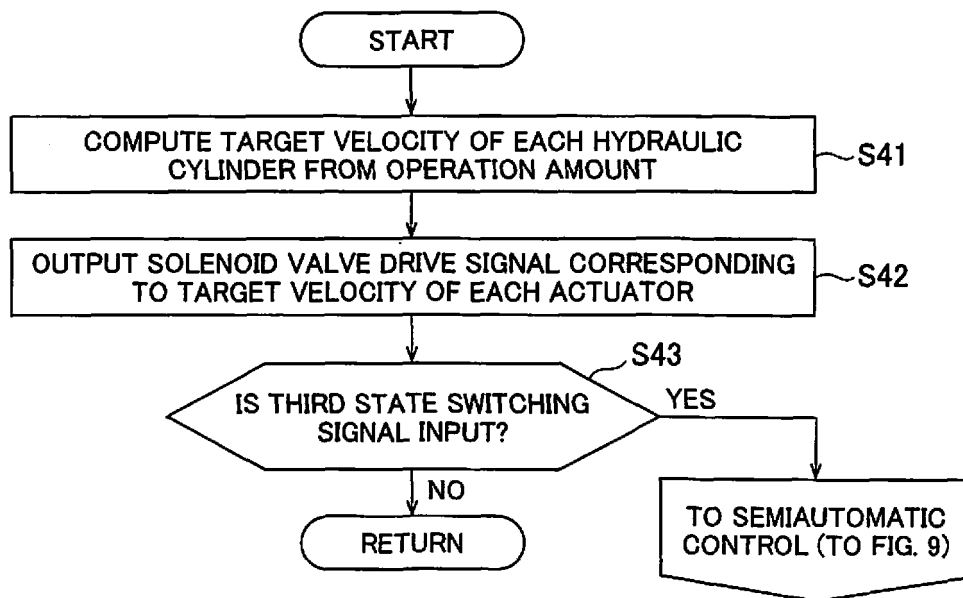 START
COMPUTE TARGET VELOCITY OF EACH HYDRAULIC
CYLINDER FROM OPERATION AMOUNT
S41
OUTPUT SOLENOID VALVE DRIVE SIGNAL CORRESPONDING
TO TARGET VELOCITY OF EACH ACTUATOR
S42
S43
IS THIRD STATE SWITCHING
SIGNAL INPUT?
YES
NO
RETURN
TO SEMIAUTOMATIC
CONTROL (TO FIG. 9)